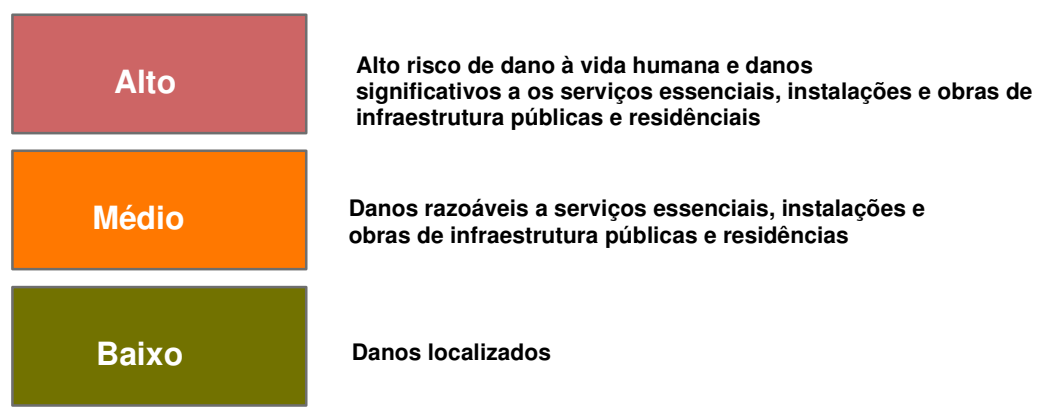 Alto
Alto risco de dano à vida humana e danos
significativos a os serviços essenciais, instalações e obras de
infraestrutura públicas e residênciais
Médio
Danos razoáveis a serviços essenciais, instalações e
obras de infraestrutura públicas e residências
Baixo
Danos localizados